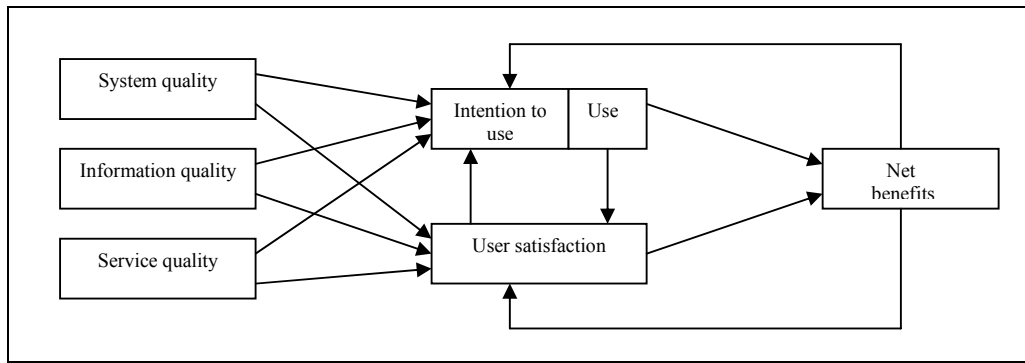 System quality
Information quality
Service quality
Intention to
use
Use
User satisfaction
Net
benefits